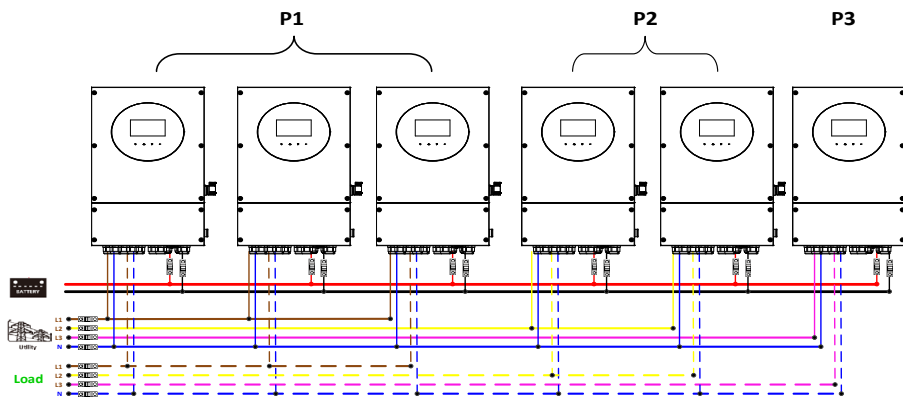 P1 P2 P3
BATTERY
L1
L2
L3
N
Utility
Load
L1
L2
L3
N